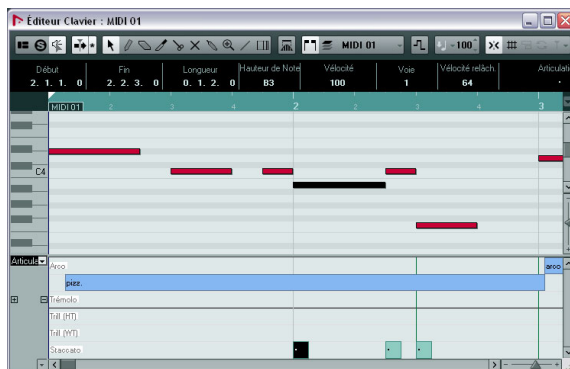 Éditeur Clavier : MIDI 01
MIDI 01
100
Début Fin Longueur Hauteur de Note Vélocité Voie Vélocité relâch. Articulati
2. 1. 1. 0 2. 2. 3. 0 0. 1. 2. 0 B3 100 1 64
MIDI 01 2 3 4 2 2 3 4 3
C4
Articula
Arco arco
pizz.
Trémolo
Trill (HT)
Trill (WT)
Staccato